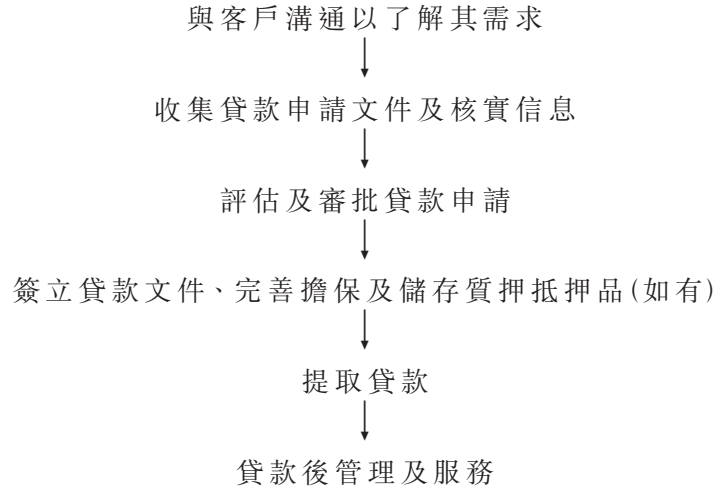 與客戶溝通以了解其需求
收集貸款申請文件及核實信息
評估及審批貸款申請
簽立貸款文件、完善擔保及儲存質押抵押品(如有)
提取貸款
貸款後管理及服務